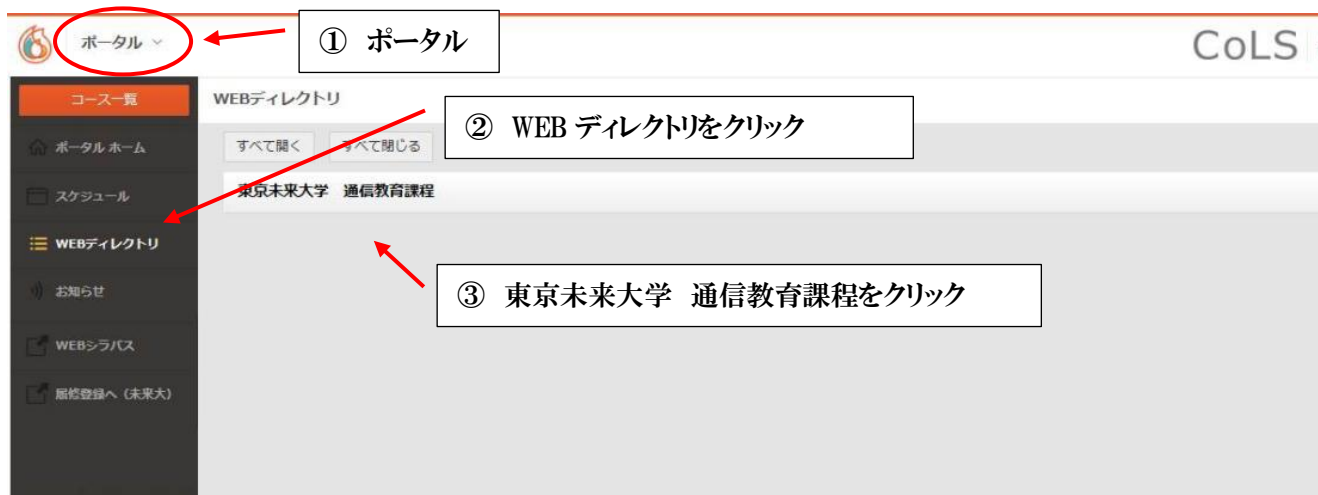 ポータル
① ポータル
CoLS
コース一覧
WEBディレクトリ
② WEB ディレクトリをクリック
ポータル ホーム
すべて開く すべて閉じる
スケジュール
東京未来大学 通信教育課程
WEBディレクトリ
お知らせ
③ 東京未来大学 通信教育課程をクリック
WEBシラバス
履修登録へ（未来大）